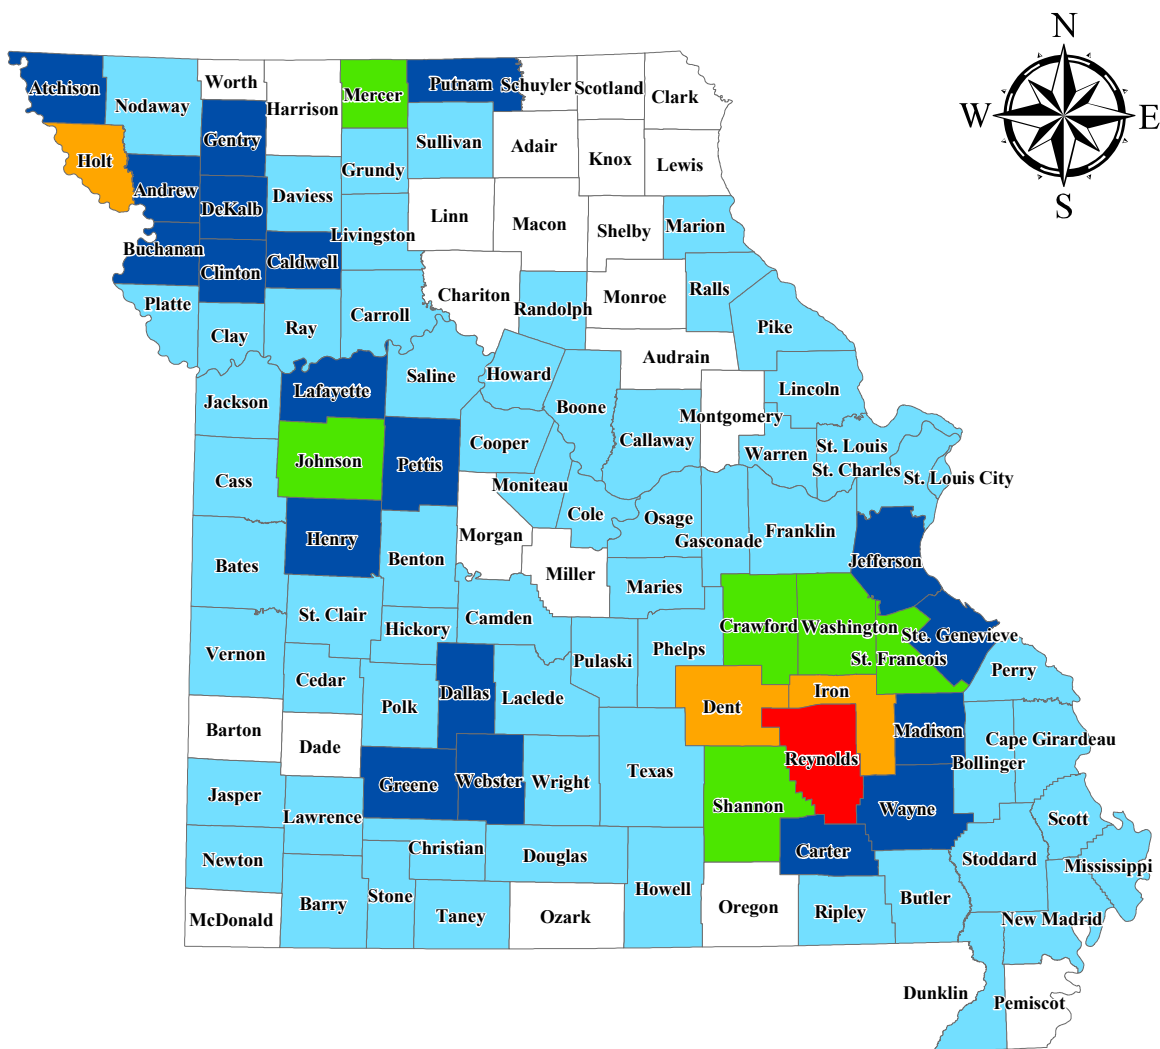 N
W
E
S
Atchison
Nodaway
Worth
Harrison
Mercer
Putnam
Schuyler
Scotland
Clark
Gentry
Sullivan
Adair
Knox
Lewis
Holt
Andrew
DeKalb
Daviess
Grundy
Linn
Macon
Shelby
Marion
Livingston
Buchanan
Clinton
Caldwell
Platte
Clay
Ray
Carroll
Chariton
Randolph
Monroe
Ralls
Pike
Audrain
Jackson
Lafayette
Saline
Howard
Boone
Lincoln
Callaway
Montgomery
Cass
Johnson
Pettis
Cooper
Moniteau
Cole
Warren
St. Louis
St. Charles
St. Louis City
Osage
Gasconade
Franklin
Jefferson
Bates
Henry
Benton
Morgan
Miller
Maries
Camden
St. Clair
Hickory
Vernon
Cedar
Polk
Dallas
Laclede
Pulaski
Phelps
Crawford
Washington
Ste. Genevieve
St. Francois
Perry
Barton
Dade
Dent
Iron
Reynolds
Madison
Bollinger
Cape Girardeau
Jasper
Lawrence
Greene
Webster
Wright
Texas
Shannon
Wayne
Scott
Mississippi
Stoddard
Newton
Christian
Douglas
Howell
Carter
McDonald
Barry
Stone
Taney
Ozark
Oregon
Ripley
Butler
New Madrid
Dunklin
Pemiscot